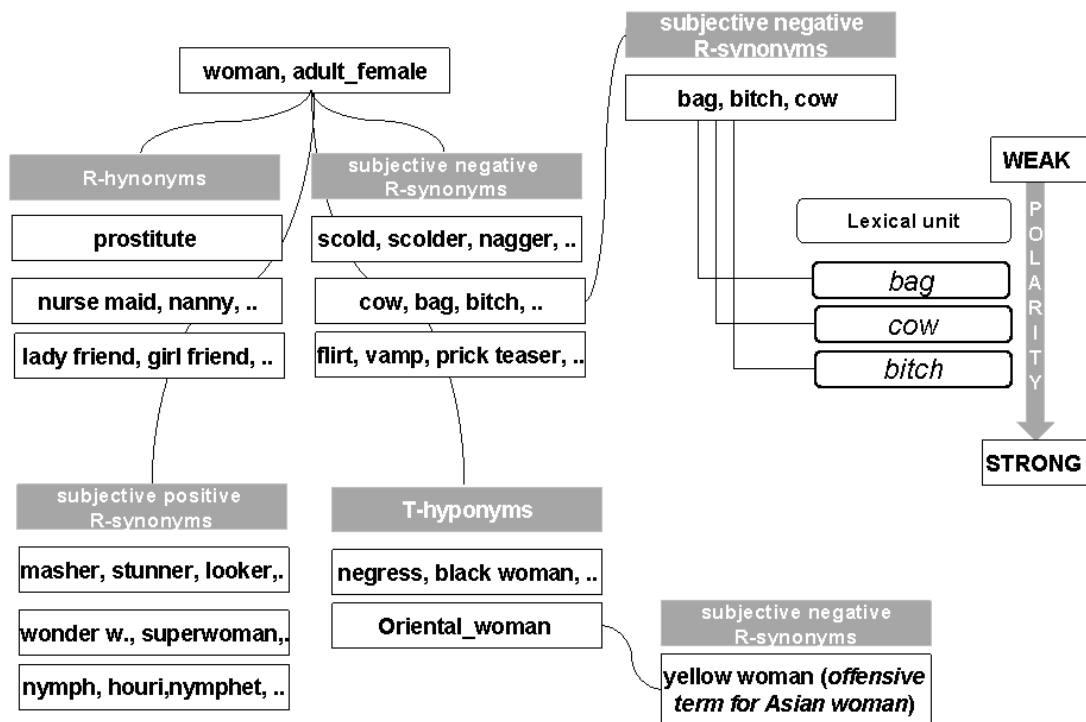 subjective negative
R-synonyms
woman, adult_female
bag, bitch, cow
R-hynonyms
subjective negative
R-synonyms
WEAK
POLARITY
STRONG
Lexical unit
bag
cow
bitch
prostitute
scold, scolder, nagger, ..
nurse maid, nanny, ..
cow, bag, bitch, ..
lady friend, girl friend, ..
flirt, vamp, prick teaser, ..
subjective positive
R-synonyms
T-hyponyms
masher, stunner, looker,.
negress, black woman, ..
wonder w., superwoman,.
Oriental_woman
subjective negative
R-synonyms
nymph, houri,nymphet, ..
yellow woman (offensive
term for Asian woman)